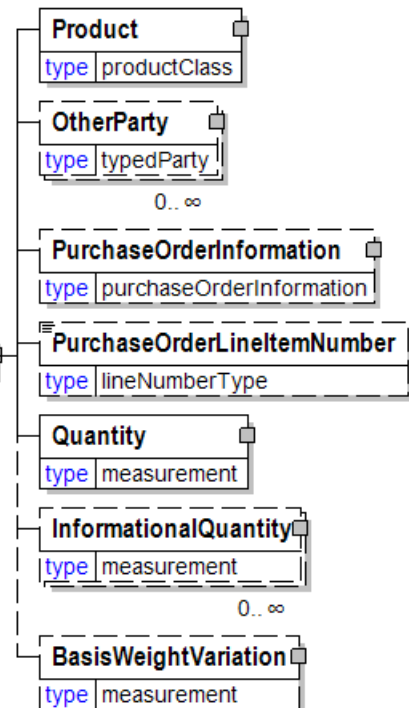 Product
type productClass
OtherParty
type typedParty
0.. ∞
PurchaseOrderInformation
type purchaseOrderInformation
PurchaseOrderLineItemNumber
type lineNumberType
Quantity
type measurement
InformationalQuantity
type measurement
0.. ∞
BasisWeightVariation
type measurement